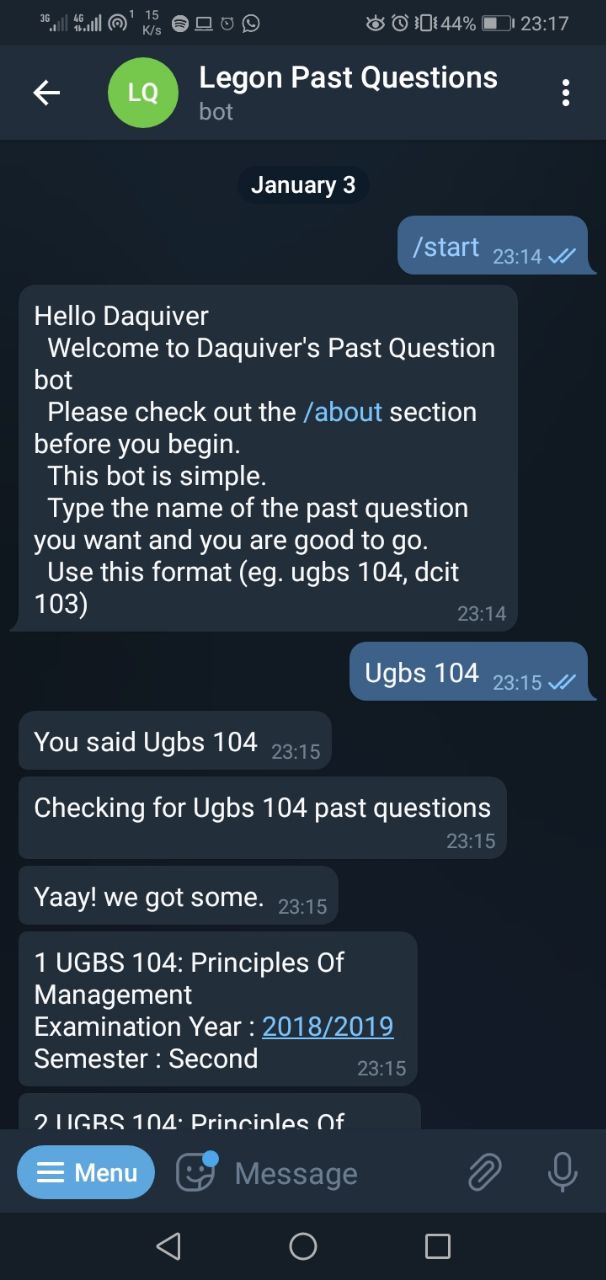 3G 4G 1 15 K/s 44% 23:17
LQ Legon Past Questions
bot
January 3
/start 23:14
Hello Daquiver
Welcome to Daquiver's Past Question
bot
Please check out the /about section
before you begin.
This bot is simple.
Type the name of the past question
you want and you are good to go.
Use this format (eg. ugbs 104, dcit
103)
23:14
Ugbs 104 23:15
You said Ugbs 104 23:15
Checking for Ugbs 104 past questions
23:15
Yaay! we got some. 23:15
1 UGBS 104: Principles Of
Management
Examination Year : 2018/2019
Semester : Second
23:15
2 UGBS 104: Principles Of
Menu Message